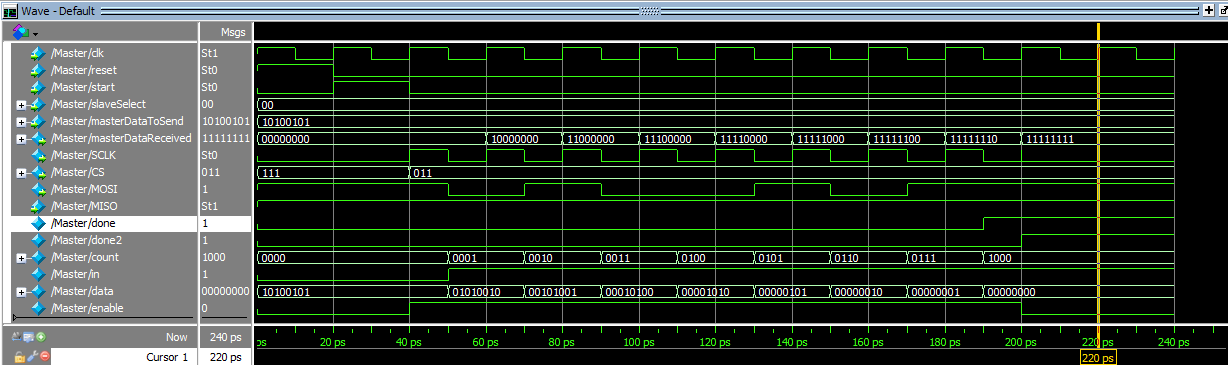 Wave - Default
Msgs
/Master/clk St1
/Master/reset St0
/Master/start St0
/Master/slaveSelect 00 00
/Master/masterDataToSend 10100101 10100101
/Master/masterDataReceived 11111111 00000000 10000000 11000000 11100000 11110000 11111000 11111100 11111110 11111111
/Master/SCLK St0
/Master/CS 011 111 011
/Master/MOSI 1
/Master/MISO St1
/Master/done 1
/Master/done2 1
/Master/count 1000 0000 0001 0010 0011 0100 0101 0110 0111 1000
/Master/in 1
/Master/data 00000000 10100101 01010010 00101001 00010100 00001010 00000101 00000010 00000001 00000000
/Master/enable 0
Now 240 ps ps 20 ps 40 ps 60 ps 80 ps 100 ps 120 ps 140 ps 160 ps 180 ps 200 ps 220 ps 240 ps
Cursor 1 220 ps 220 ps